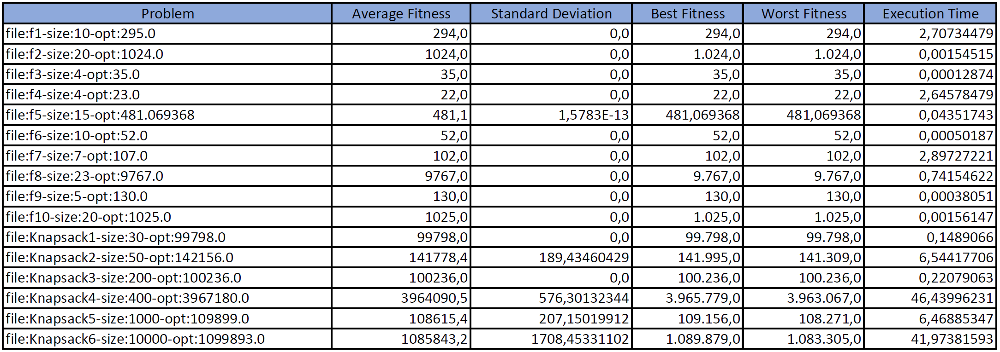 Problem Average Fitness Standard Deviation Best Fitness Worst Fitness Execution Time
file:f1-size:10-opt:295.0 294,0 0,0 294,0 294,0 2,70734479
file:f2-size:20-opt:1024.0 1024,0 0,0 1.024,0 1.024,0 0,00154515
file:f3-size:4-opt:35.0 35,0 0,0 35,0 35,0 0,00012874
file:f4-size:4-opt:23.0 22,0 0,0 22,0 22,0 2,64578479
file:f5-size:15-opt:481.069368 481,1 1,5783E-13 481,069368 481,069368 0,04351743
file:f6-size:10-opt:52.0 52,0 0,0 52,0 52,0 0,00050187
file:f7-size:7-opt:107.0 102,0 0,0 102,0 102,0 2,89727221
file:f8-size:23-opt:9767.0 9767,0 0,0 9.767,0 9.767,0 0,74154622
file:f9-size:5-opt:130.0 130,0 0,0 130,0 130,0 0,00038051
file:f10-size:20-opt:1025.0 1025,0 0,0 1.025,0 1.025,0 0,00156147
file:Knapsack1-size:30-opt:99798.0 99798,0 0,0 99.798,0 99.798,0 0,1489066
file:Knapsack2-size:50-opt:142156.0 141778,4 189,43460429 141.995,0 141.309,0 6,54417706
file:Knapsack3-size:200-opt:100236.0 100236,0 0,0 100.236,0 100.236,0 0,22079063
file:Knapsack4-size:400-opt:3967180.0 3964090,5 576,30132344 3.965.779,0 3.963.067,0 46,43996231
file:Knapsack5-size:1000-opt:109899.0 108615,4 207,15019912 109.156,0 108.271,0 6,46885347
file:Knapsack6-size:10000-opt:1099893.0 1085843,2 1708,45331102 1.089.879,0 1.083.305,0 41,97381593